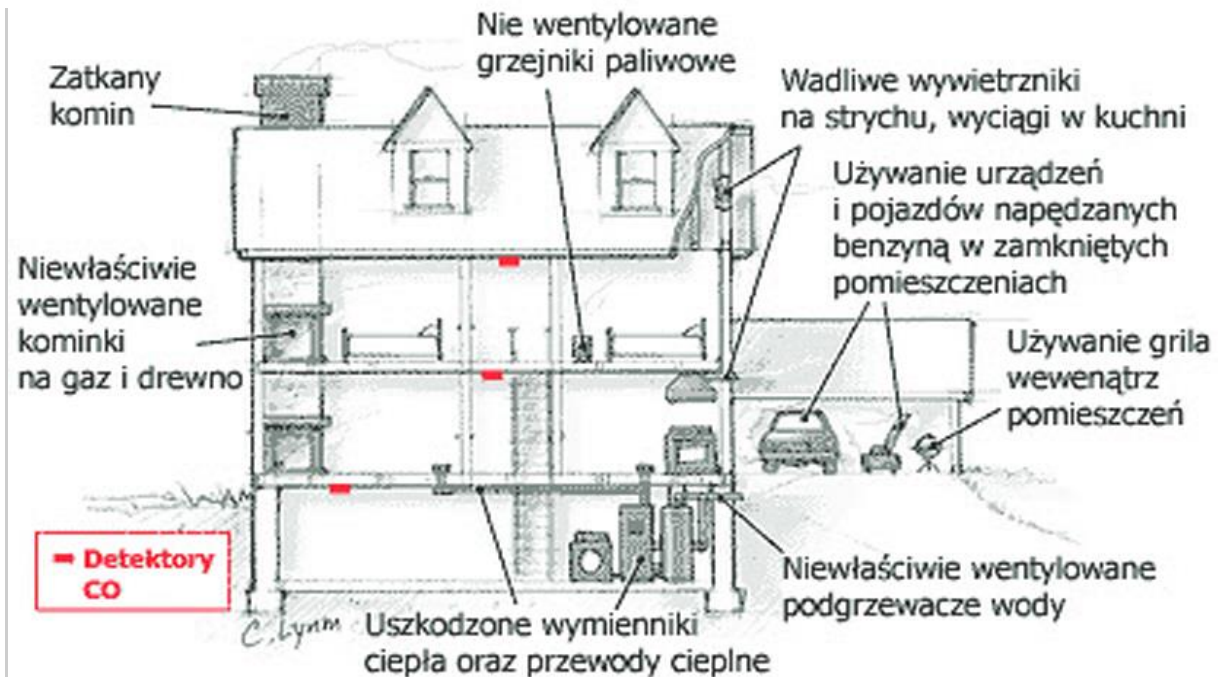 Nie wentylowane
grzejniki paliwowe
Zatkany
komin
Wadliwe wywietrzniki
na strychu, wyciągi w kuchni
Używanie urządzeń
i pojazdów napędzanych
benzyną w zamkniętych
pomieszczeniach
Niewłaściwie
wentylowane
kominki
na gaz i drewno
Używanie grila
wewenątrz
pomieszczeń
Detektory
CO
Niewłaściwie wentylowane
podgrzewacze wody
C. Lynm
Uszkodzone wymienniki
ciepła oraz przewody cieplne